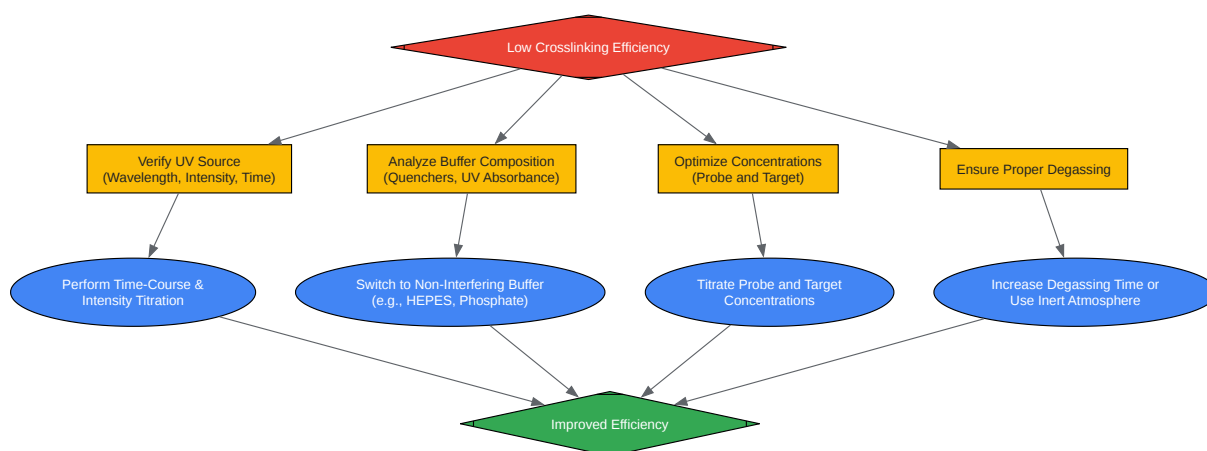 Low Crosslinking Efficiency
Verify UV Source
(Wavelength, Intensity, Time)
Analyze Buffer Composition
(Quenchers, UV Absorbance)
Optimize Concentrations
(Probe and Target)
Ensure Proper Degassing
Perform Time-Course &
Intensity Titration
Switch to Non-Interfering Buffer
(e.g., HEPES, Phosphate)
Titrate Probe and Target
Concentrations
Increase Degassing Time or
Use Inert Atmosphere
Improved Efficiency